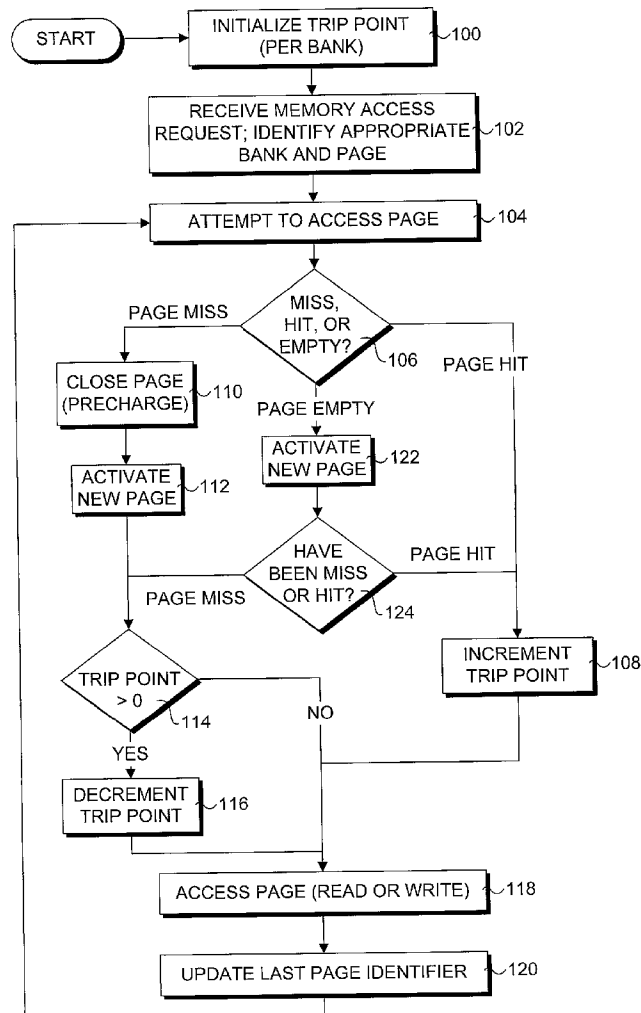 START
INITIALIZE TRIP POINT
(PER BANK)
100
RECEIVE MEMORY ACCESS
REQUEST; IDENTIFY APPROPRIATE
BANK AND PAGE
102
ATTEMPT TO ACCESS PAGE
104
MISS,
HIT, OR
EMPTY?
106
PAGE MISS
PAGE HIT
CLOSE PAGE
(PRECHARGE)
110
PAGE EMPTY
ACTIVATE
NEW PAGE
112
ACTIVATE
NEW PAGE
122
HAVE
BEEN MISS
OR HIT?
124
PAGE MISS
PAGE HIT
TRIP POINT
> 0
114
NO
YES
INCREMENT
TRIP POINT
108
DECREMENT
TRIP POINT
116
ACCESS PAGE (READ OR WRITE)
118
UPDATE LAST PAGE IDENTIFIER
120